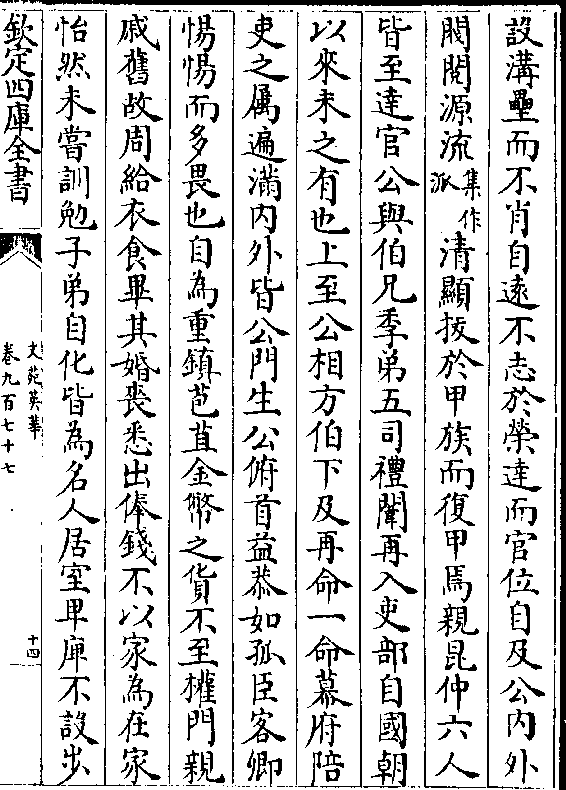 設溝壘而不肖自遠不志於榮達而官位自及公内外
閥閱源流集作派清顯拔於甲族而復甲焉親昆仲六人
皆至達官公與伯兄季弟五司禮闈再入吏部自國朝
以來未之有也上至公相方伯下及再命一命幕府陪
吏之属遍滿内外皆公門生公俯首益恭如孤臣客卿
惕惕而多畏也自為重鎮苞苴金幣之貨不至權門親
戚舊故周給衣食畢其婚喪悉出俸錢不以家為在家
怡然未嘗訓勉子弟自化皆為名人居室卑庳不設步
欽定四庫全書
文苑英華
卷九百七十七
十四